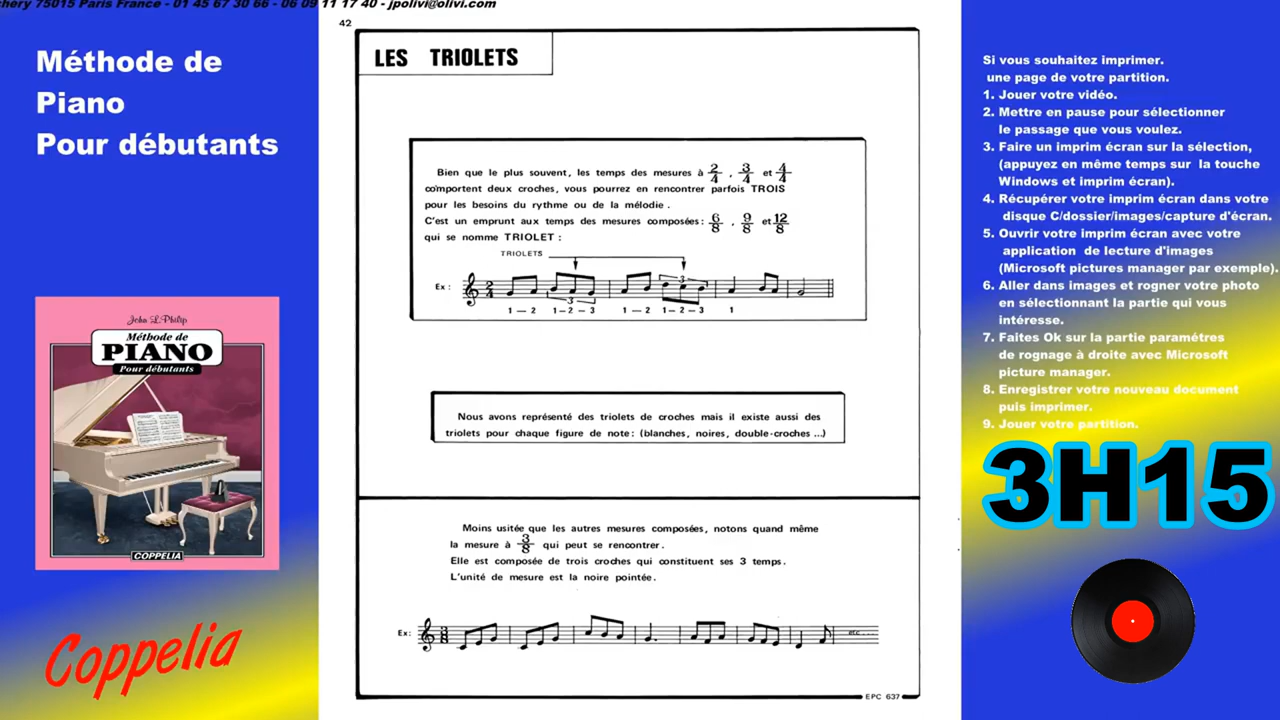 chery 75015 Paris France - 01 45 67 30 66 - 06 09 11 17 40 - jpolivi@olivi.com
Méthode de
Piano
Pour débutants
John L. Philip
Méthode de
PIANO
Pour débutants
COPPELIA
Coppelia
42
LES TRIOLETS
Bien que le plus souvent, les temps des mesures à 2/4 , 3/4 et 4/4
comportent deux croches, vous pourrez en rencontrer parfois TROIS
pour les besoins du rythme ou de la mélodie .
C'est un emprunt aux temps des mesures composées : 6/8 , 9/8 et 12/8
qui se nomme TRIOLET :
TRIOLETS
Ex :
2/4
3
3
1 — 2 1 — 2 — 3 1 — 2 1 — 2 — 3 1
Nous avons représenté des triolets de croches mais il existe aussi des
triolets pour chaque figure de note : (blanches, noires, double-croches ...)
Moins usitée que les autres mesures composées, notons quand même
la mesure à 3/8 qui peut se rencontrer .
Elle est composée de trois croches qui constituent ses 3 temps .
L'unité de mesure est la noire pointée .
Ex :
3/8
etc ...
EPC 637
Si vous souhaitez imprimer.
une page de votre partition.
1. Jouer votre vidéo.
2. Mettre en pause pour sélectionner
le passage que vous voulez.
3. Faire un imprim écran sur la sélection,
(appuyez en même temps sur la touche
Windows et imprim écran).
4. Récupérer votre imprim écran dans votre
disque C/dossier/images/capture d'écran.
5. Ouvrir votre imprim écran avec votre
application de lecture d'images
(Microsoft pictures manager par exemple).
6. Aller dans images et rogner votre photo
en sélectionnant la partie qui vous
intéresse.
7. Faites Ok sur la partie paramétres
de rognage à droite avec Microsoft
picture manager.
8. Enregistrer votre nouveau document
puis imprimer.
9. Jouer votre partition.
3H15